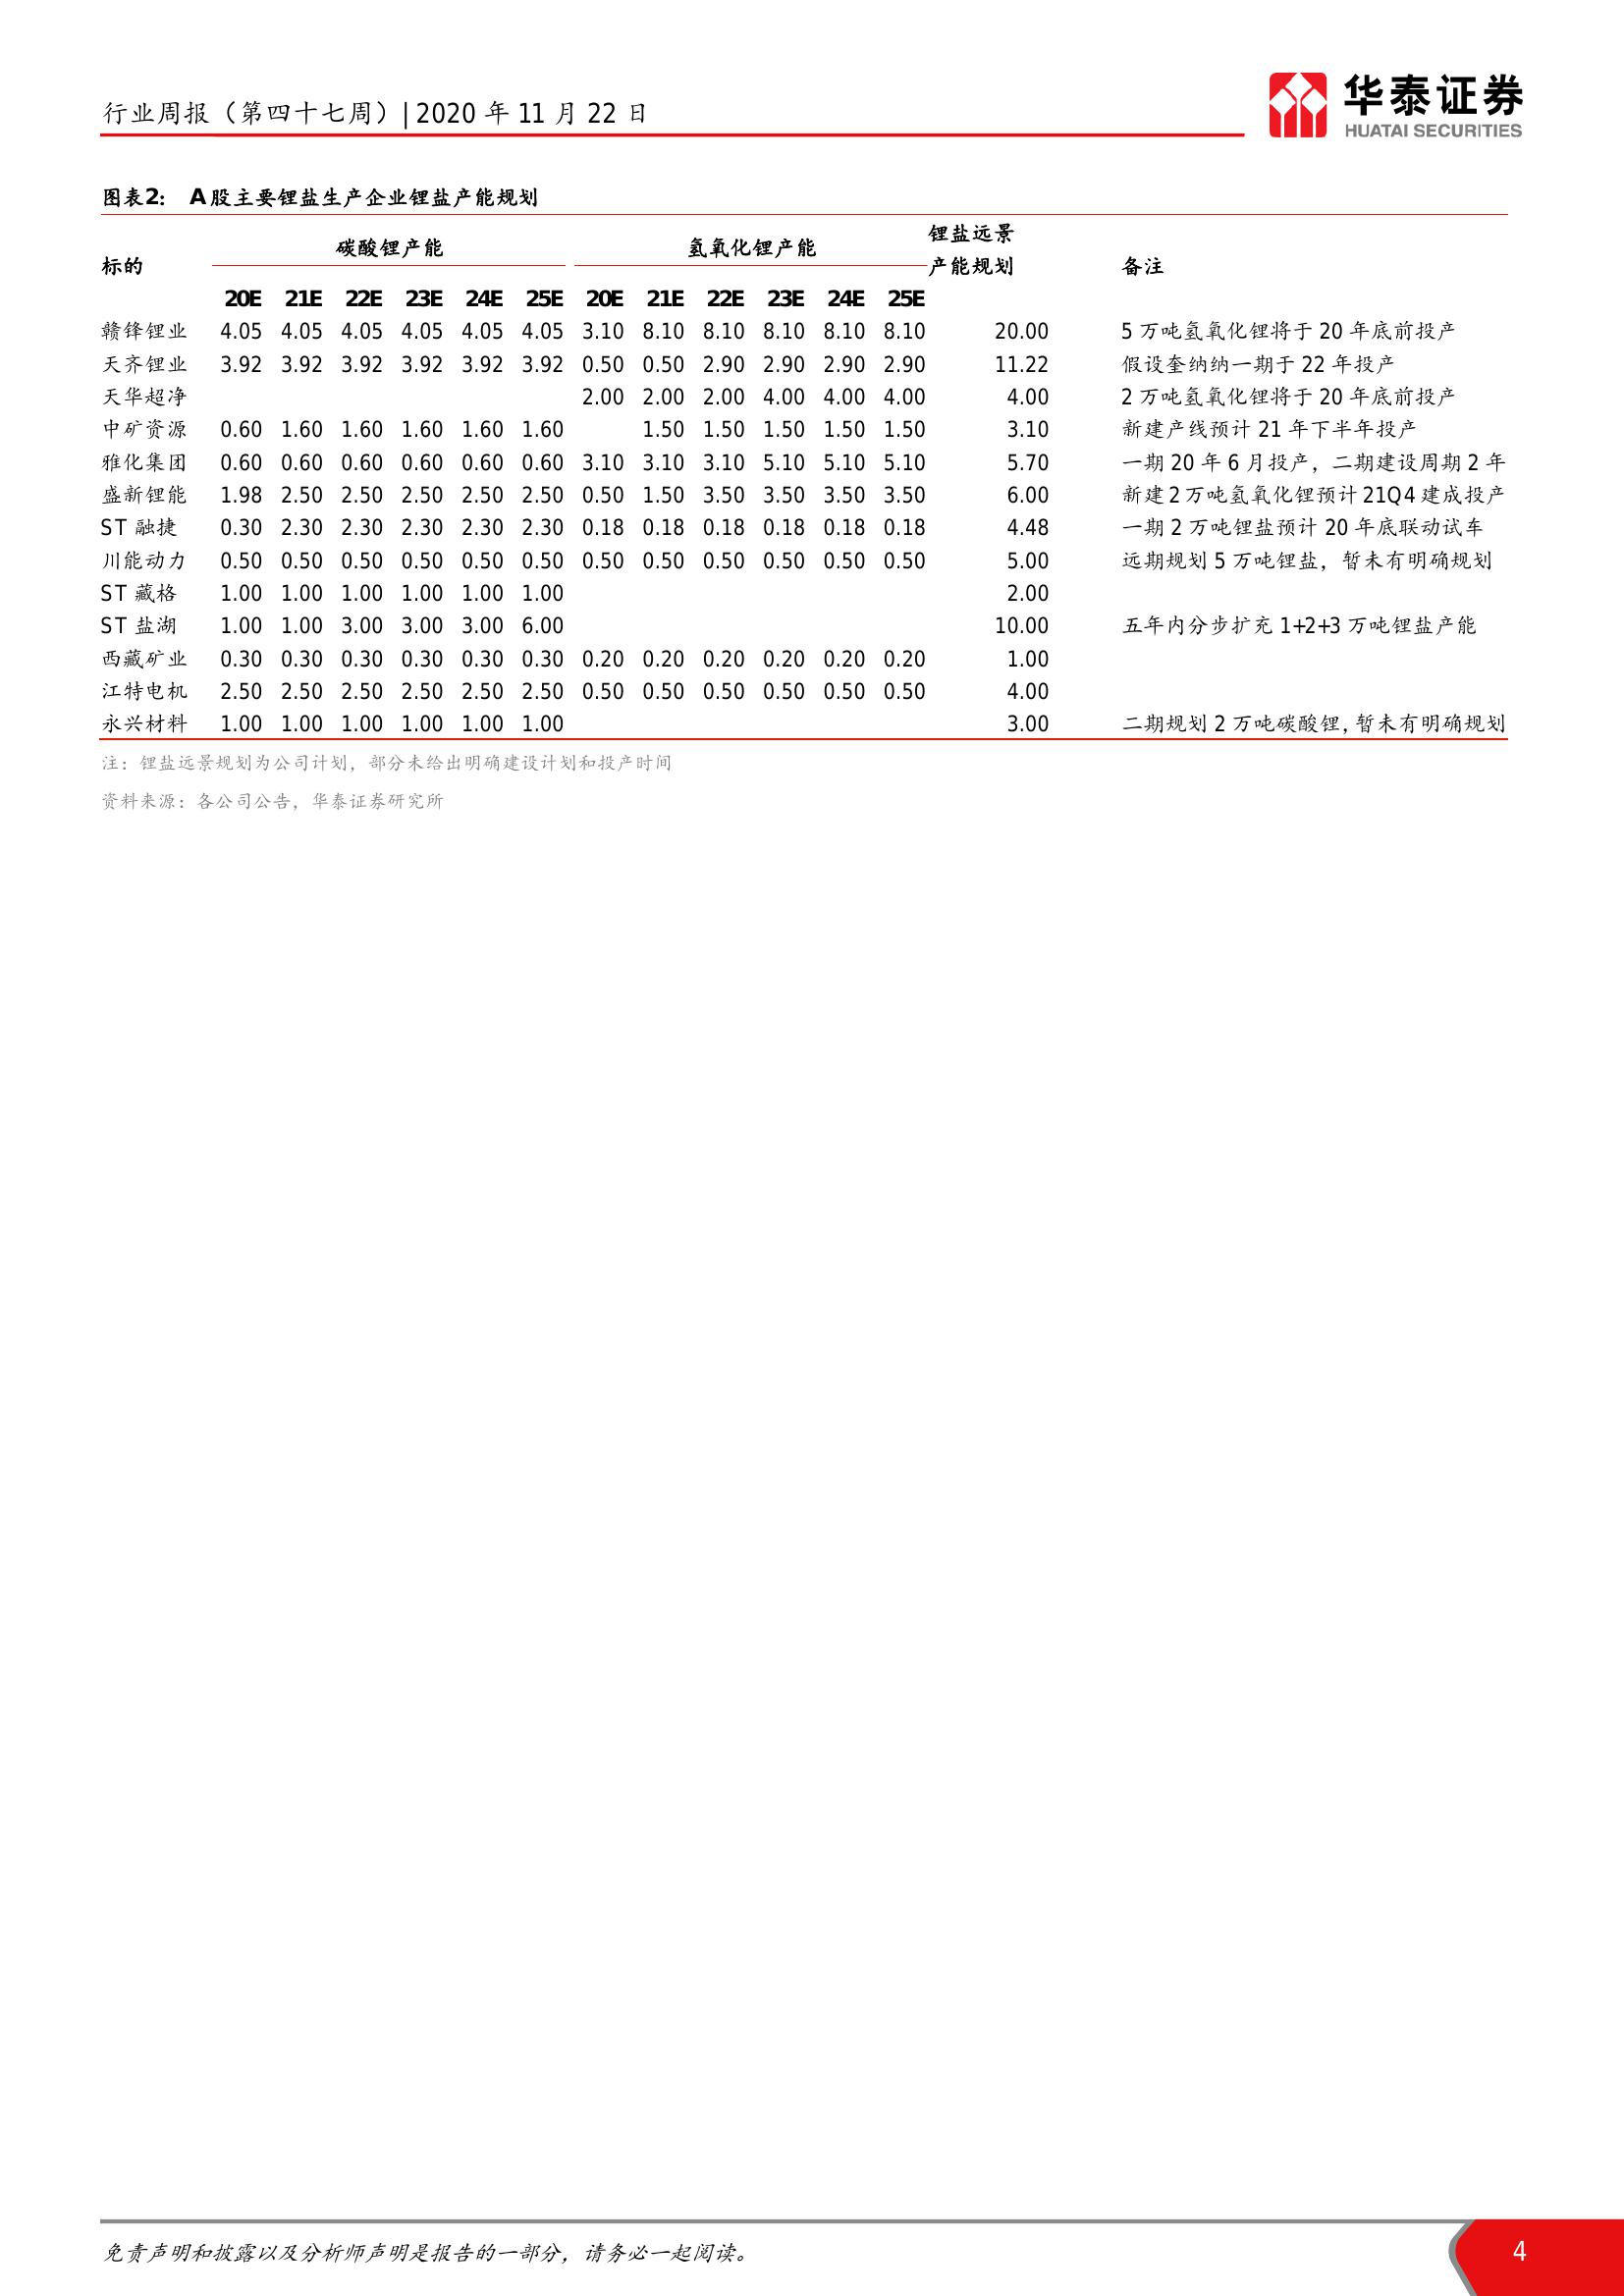 行业周报（第四十七周）| 2020 年 11 月 22 日
华泰证券
HUATAI SECURITIES
图表2： A 股主要锂盐生产企业锂盐产能规划
标的 碳酸锂产能 氢氧化锂产能 锂盐远景产能规划 备注
20E 21E 22E 23E 24E 25E 20E 21E 22E 23E 24E 25E
赣锋锂业 4.05 4.05 4.05 4.05 4.05 4.05 3.10 8.10 8.10 8.10 8.10 8.10 20.00 5 万吨氢氧化锂将于 20 年底前投产
天齐锂业 3.92 3.92 3.92 3.92 3.92 3.92 0.50 0.50 2.90 2.90 2.90 2.90 11.22 假设奎纳纳一期于 22 年投产
天华超净 2.00 2.00 2.00 4.00 4.00 4.00 4.00 2 万吨氢氧化锂将于 20 年底前投产
中矿资源 0.60 1.60 1.60 1.60 1.60 1.60 1.50 1.50 1.50 1.50 1.50 3.10 新建产线预计 21 年下半年投产
雅化集团 0.60 0.60 0.60 0.60 0.60 0.60 3.10 3.10 3.10 5.10 5.10 5.10 5.70 一期 20 年 6 月投产，二期建设周期 2 年
盛新锂能 1.98 2.50 2.50 2.50 2.50 2.50 0.50 1.50 3.50 3.50 3.50 3.50 6.00 新建 2 万吨氢氧化锂预计 21Q4 建成投产
ST 融捷 0.30 2.30 2.30 2.30 2.30 2.30 0.18 0.18 0.18 0.18 0.18 0.18 4.48 一期 2 万吨锂盐预计 20 年底联动试车
川能动力 0.50 0.50 0.50 0.50 0.50 0.50 0.50 0.50 0.50 0.50 0.50 0.50 5.00 远期规划 5 万吨锂盐，暂未有明确规划
ST 藏格 1.00 1.00 1.00 1.00 1.00 1.00 2.00
ST 盐湖 1.00 1.00 3.00 3.00 3.00 6.00 10.00 五年内分步扩充 1+2+3 万吨锂盐产能
西藏矿业 0.30 0.30 0.30 0.30 0.30 0.30 0.20 0.20 0.20 0.20 0.20 0.20 1.00
江特电机 2.50 2.50 2.50 2.50 2.50 2.50 0.50 0.50 0.50 0.50 0.50 0.50 4.00
永兴材料 1.00 1.00 1.00 1.00 1.00 1.00 3.00 二期规划 2 万吨碳酸锂，暂未有明确规划
注：锂盐远景规划为公司计划，部分未给出明确建设计划和投产时间
资料来源：各公司公告，华泰证券研究所
免责声明和披露以及分析师声明是报告的一部分，请务必一起阅读。
4